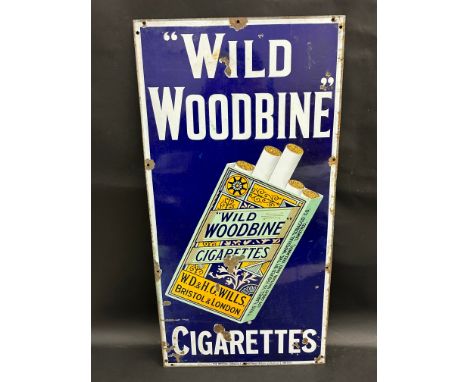 "WILD
WOODBINE"
"WILD
WOODBINE"
CIGARETTES
W.D. & H.O. WILLS
BRISTOL & LONDON
CIGARETTES